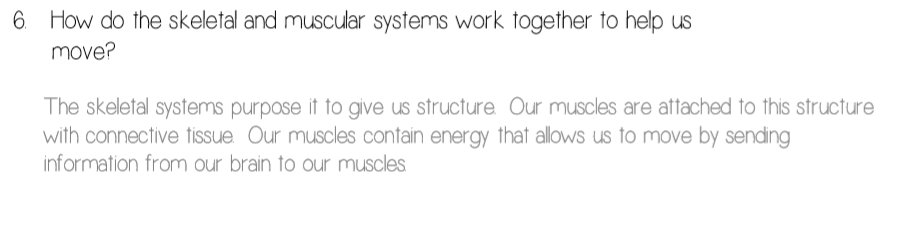 6. How do the skeletal and muscular systems work together to help us
move?
The skeletal systems purpose it to give us structure. Our muscles are attached to this structure
with connective tissue. Our muscles contain energy that allows us to move by sending
information from our brain to our muscles.